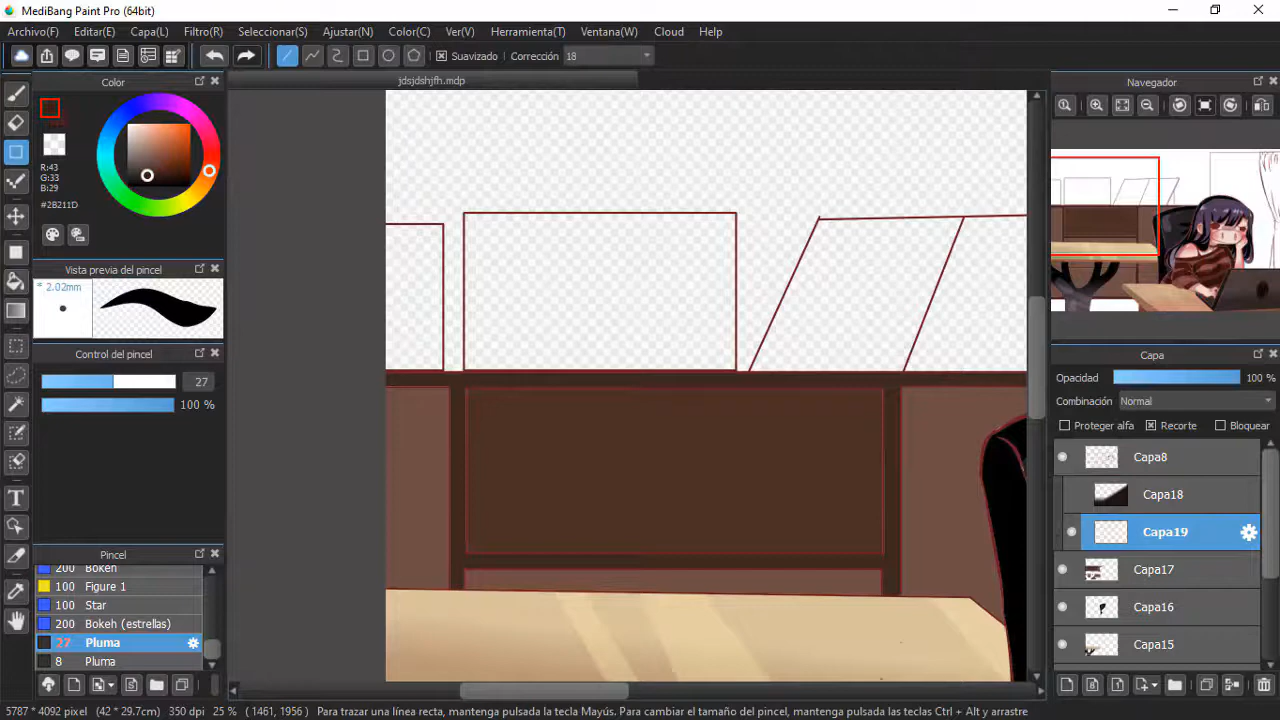 MediBang Paint Pro (64bit)
Archivo(F) Editar(E) Capa(L) Filtro(R) Seleccionar(S) Ajustar(N) Color(C) Ver(V) Herramienta(T) Ventana(W) Cloud Help
Suavizado Corrección 18
Color
jdsjdshjfh.mdp
Navegador
R:43
G:33
B:29
#2B211D
Vista previa del pincel
* 2.02mm
Control del pincel
27
100 %
Capa
Opacidad 100 %
Combinación Normal
Proteger alfa Recorte Bloquear
Capa8
Capa18
Capa19
Capa17
Capa16
Capa15
Pincel
200 Bokeh
100 Figure 1
100 Star
200 Bokeh (estrellas)
27 Pluma
8 Pluma
T
5787 * 4092 pixel (42 * 29.7cm) 350 dpi 25 % ( 1461, 1956 ) Para trazar una línea recta, mantenga pulsada la tecla Mayús. Para cambiar el tamaño del pincel, mantenga pulsadas las teclas Ctrl + Alt y arrastre